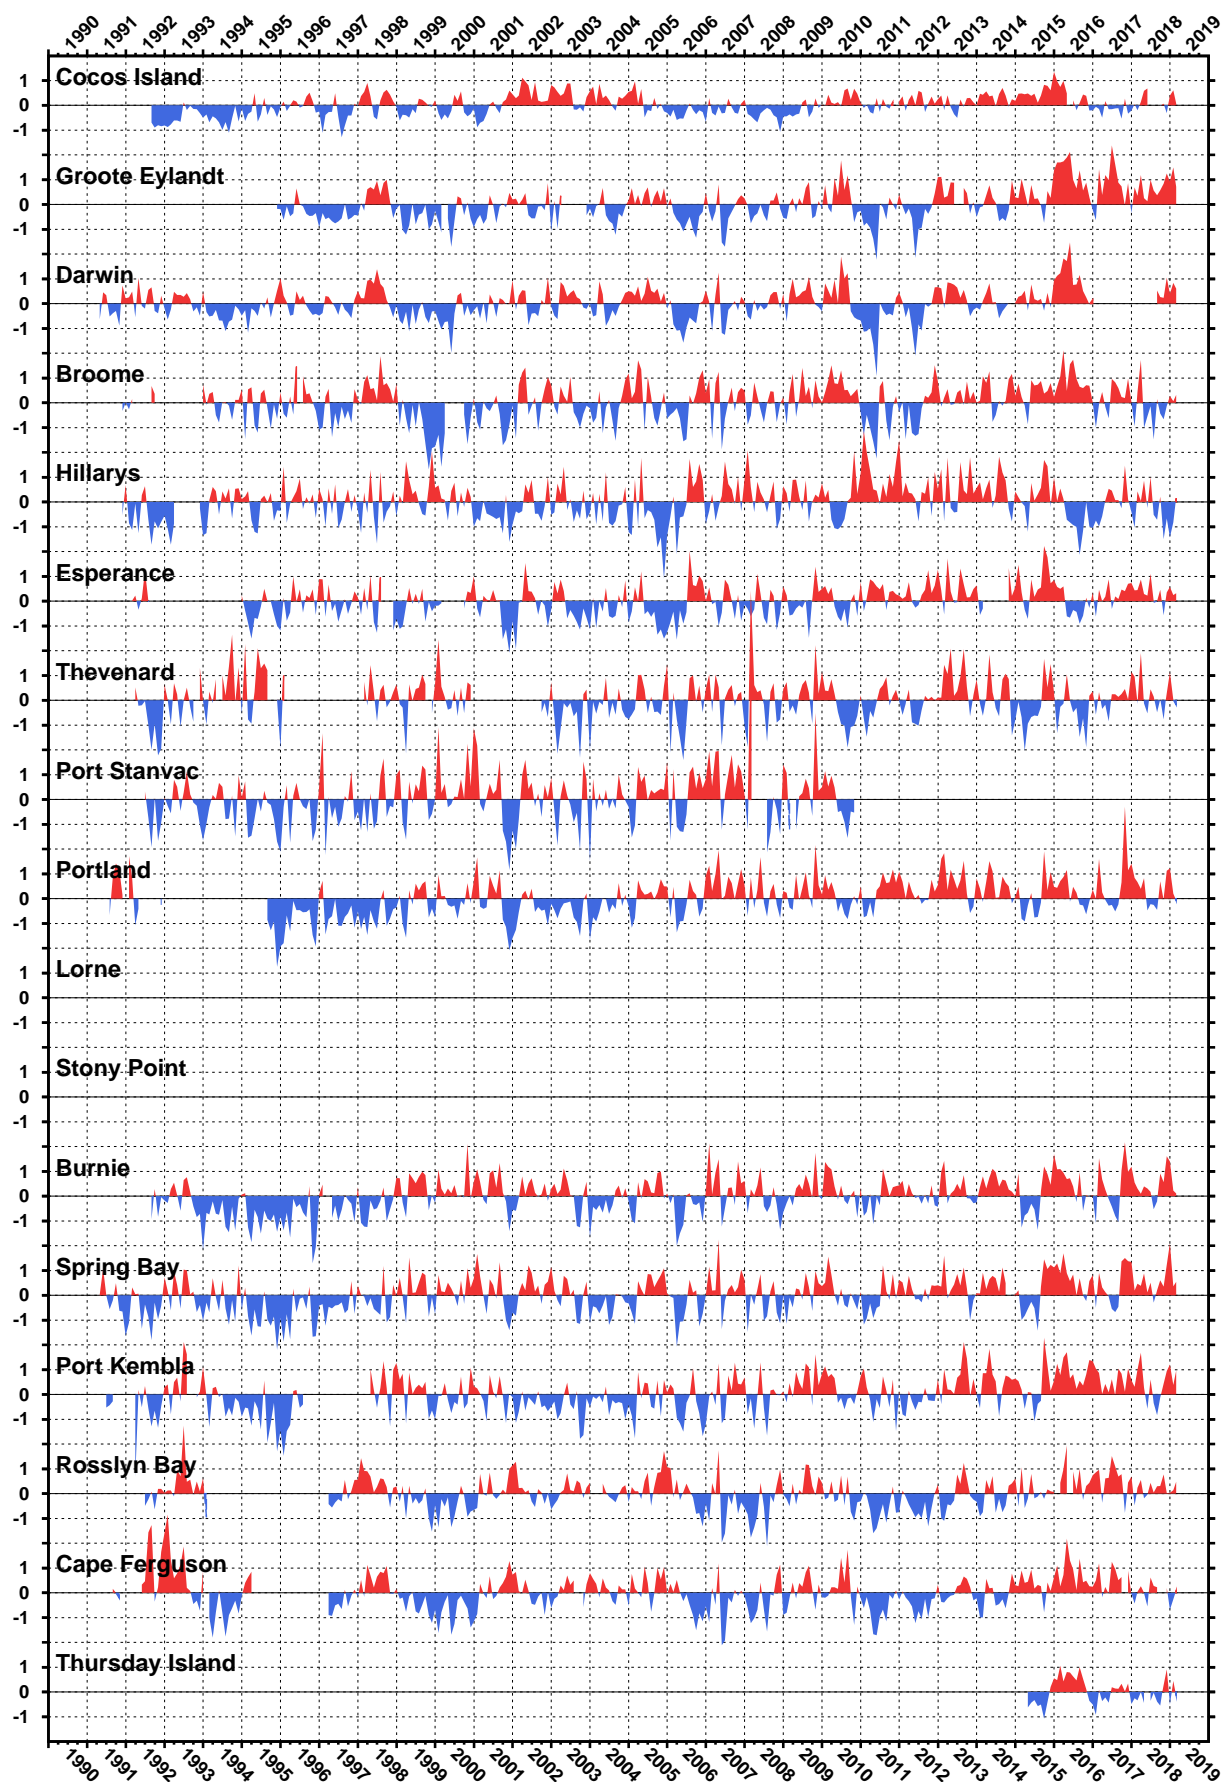 1990 1991 1992 1993 1994 1995 1996 1997 1998 1999 2000 2001 2002 2003 2004 2005 2006 2007 2008 2009 2010 2011 2012 2013 2014 2015 2016 2017 2018 2019
Cocos Island
1
0
-1
Groote Eylandt
1
0
-1
Darwin
1
0
-1
Broome
1
0
-1
Hillarys
1
0
-1
Esperance
1
0
-1
Thevenard
1
0
-1
Port Stanvac
1
0
-1
Portland
1
0
-1
Lorne
1
0
-1
Stony Point
1
0
-1
Burnie
1
0
-1
Spring Bay
1
0
-1
Port Kembla
1
0
-1
Rosslyn Bay
1
0
-1
Cape Ferguson
1
0
-1
Thursday Island
1
0
-1
1990 1991 1992 1993 1994 1995 1996 1997 1998 1999 2000 2001 2002 2003 2004 2005 2006 2007 2008 2009 2010 2011 2012 2013 2014 2015 2016 2017 2018 2019